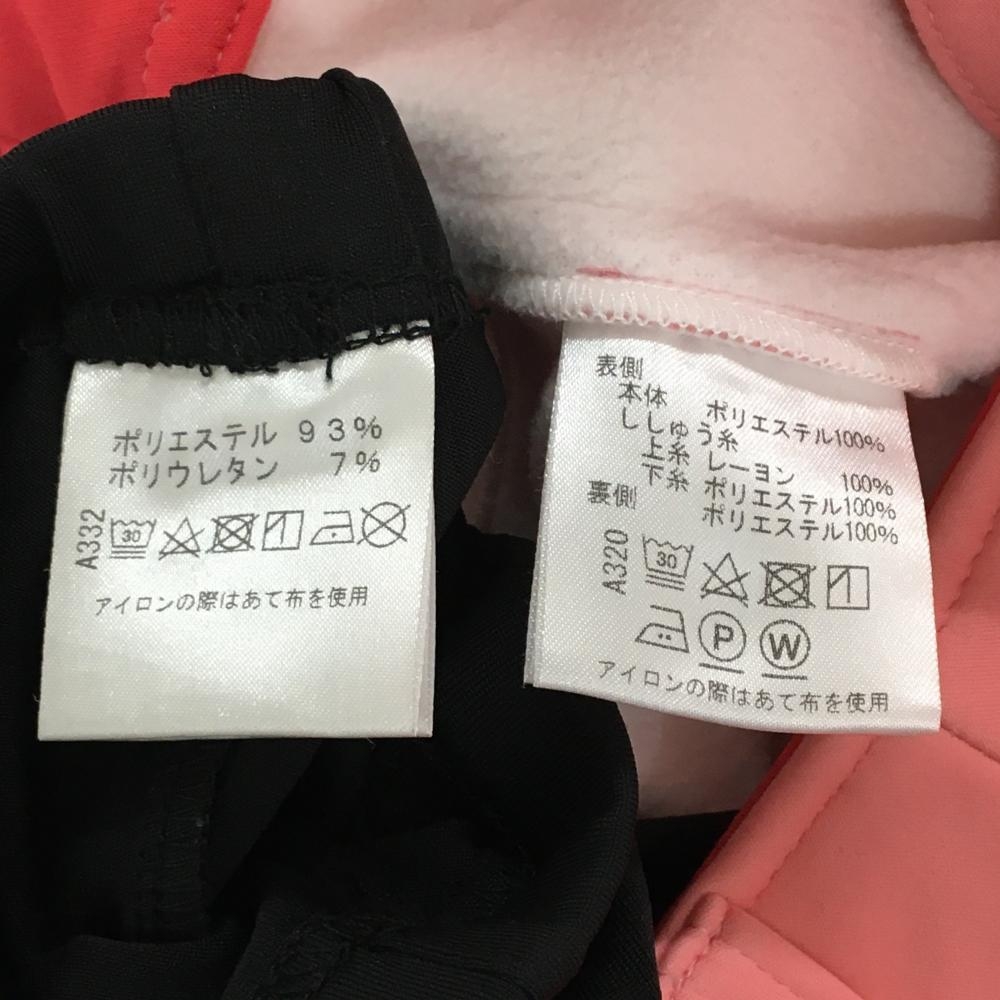 ポリエステル 93%
ポリウレタン 7%
A332
30
アイロンの際はあて布を使用
表側
本体 ポリエステル100%
ししゅう糸
上糸 レーヨン 100%
下糸 ポリエステル100%
裏側 ポリエステル100%
A320
30
P W
アイロンの際はあて布を使用